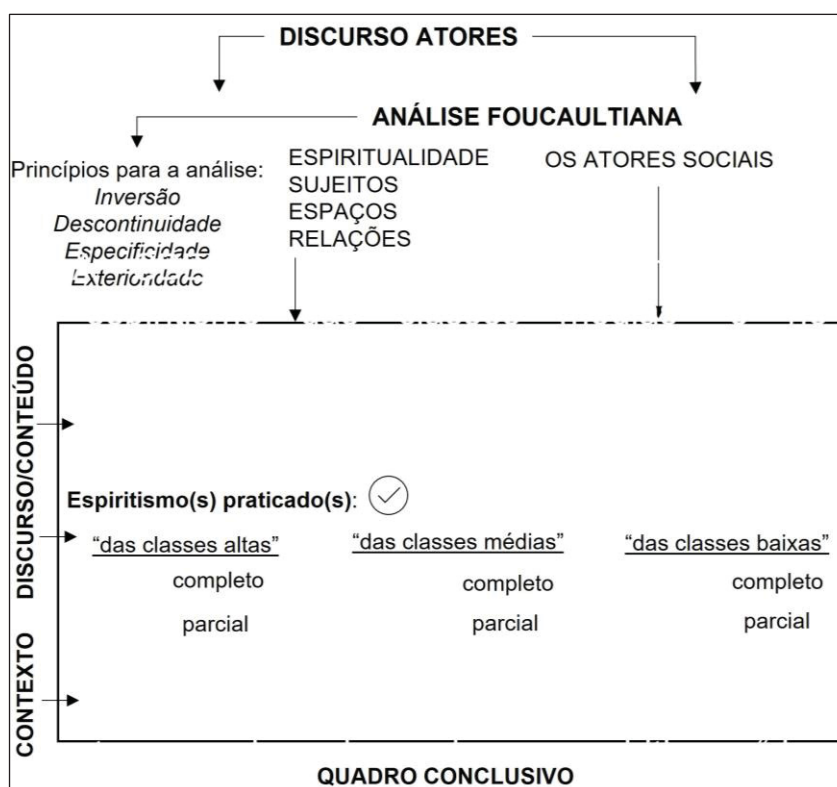 DISCURSO ATORES
ANÁLISE FOUCAULTIANA
Princípios para a análise:
Inversão
Descontinuidade
Especificidade
Exterioridade
ESPIRITUALIDADE
SUJEITOS
ESPAÇOS
RELAÇÕES
OS ATORES SOCIAIS
DISCURSO/CONTEÚDO
Espiritismo(s) praticado(s):
“das classes altas” “das classes médias” “das classes baixas”
completo completo completo
parcial parcial parcial
CONTEXTO
QUADRO CONCLUSIVO